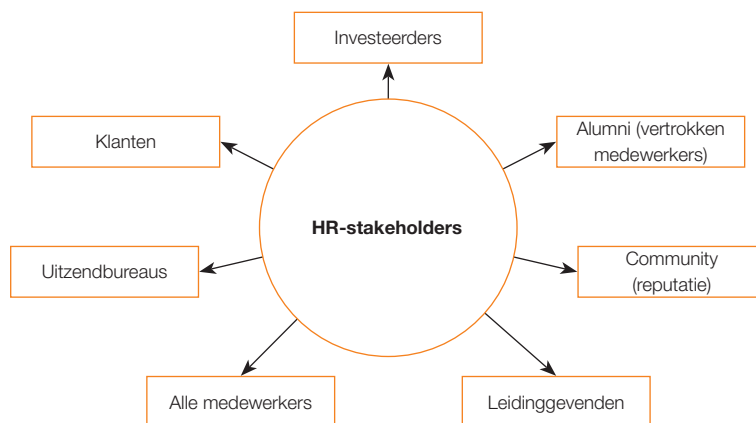 Investeerders
Klanten
Alumni (vertrokken
medewerkers)
HR-stakeholders
Uitzendbureaus
Community
(reputatie)
Alle medewerkers
Leidinggevenden